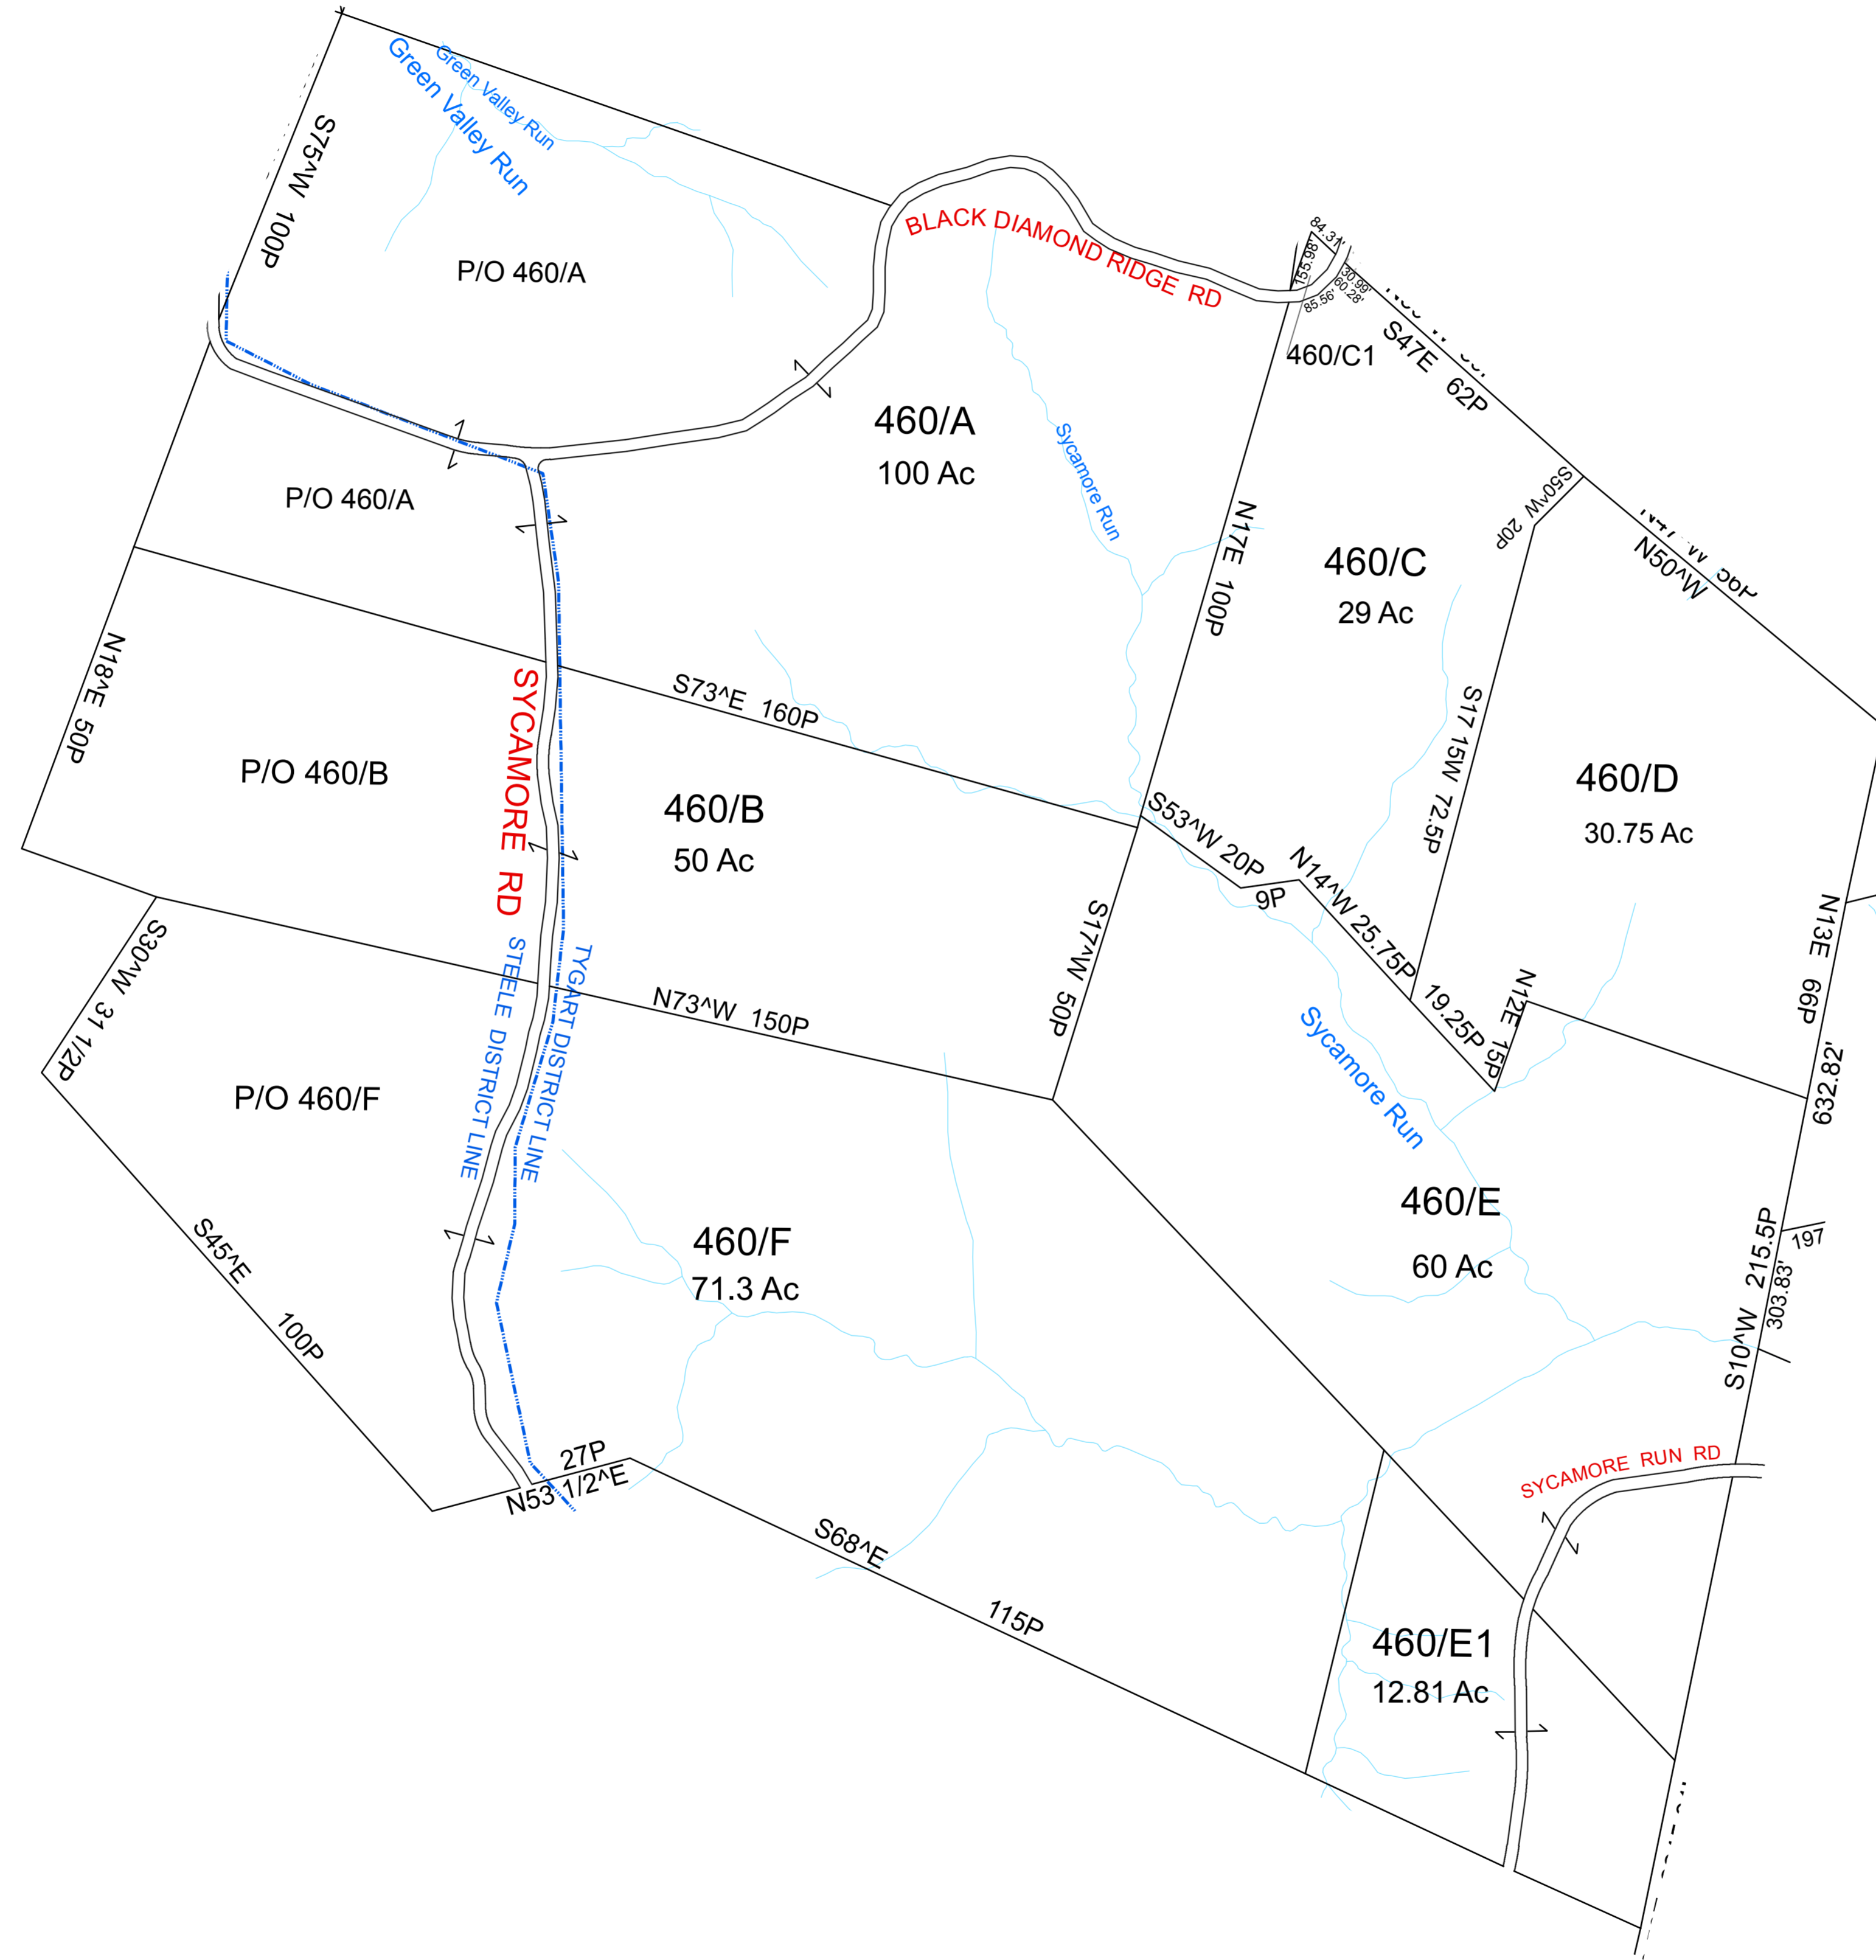 Green Valley Run
Green Valley Run
S75^W 100P
P/O 460/A
BLACK DIAMOND RIDGE RD
84.31'
155.98'
30.99'
60.28'
85.56'
460/C1
S47E 62P
460/A
100 Ac
Sycamore Run
P/O 460/A
S50^W 20P
N50^W
N17E 100P
460/C
29 Ac
N18^E 50P
SYCAMORE RD
S73^E 160P
S17 15W 72.5P
P/O 460/B
460/B
50 Ac
460/D
30.75 Ac
S53^W 20P
9P
N14^W 25.75P
19.25P
N12E 15P
N13E 66P
632.82'
S17^W 50P
S30^W 31 1/2P
STEELE DISTRICT LINE
TYGART DISTRICT LINE
N73^W 150P
Sycamore Run
P/O 460/F
460/F
71.3 Ac
460/E
60 Ac
S45^E 100P
S10^W 215.5P
197
303.83'
27P
N53 1/2^E
SYCAMORE RUN RD
S68^E 115P
460/E1
12.81 Ac